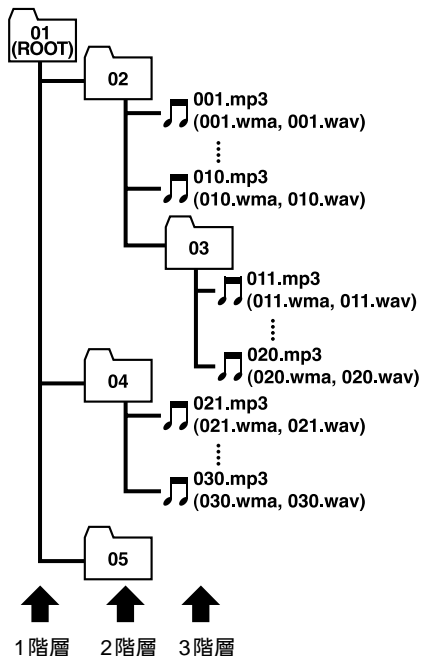 01
(ROOT)
02
001.mp3
(001.wma, 001.wav)
010.mp3
(010.wma, 010.wav)
03
011.mp3
(011.wma, 011.wav)
020.mp3
(020.wma, 020.wav)
04
021.mp3
(021.wma, 021.wav)
030.mp3
(030.wma, 030.wav)
05
1階層 2階層 3階層